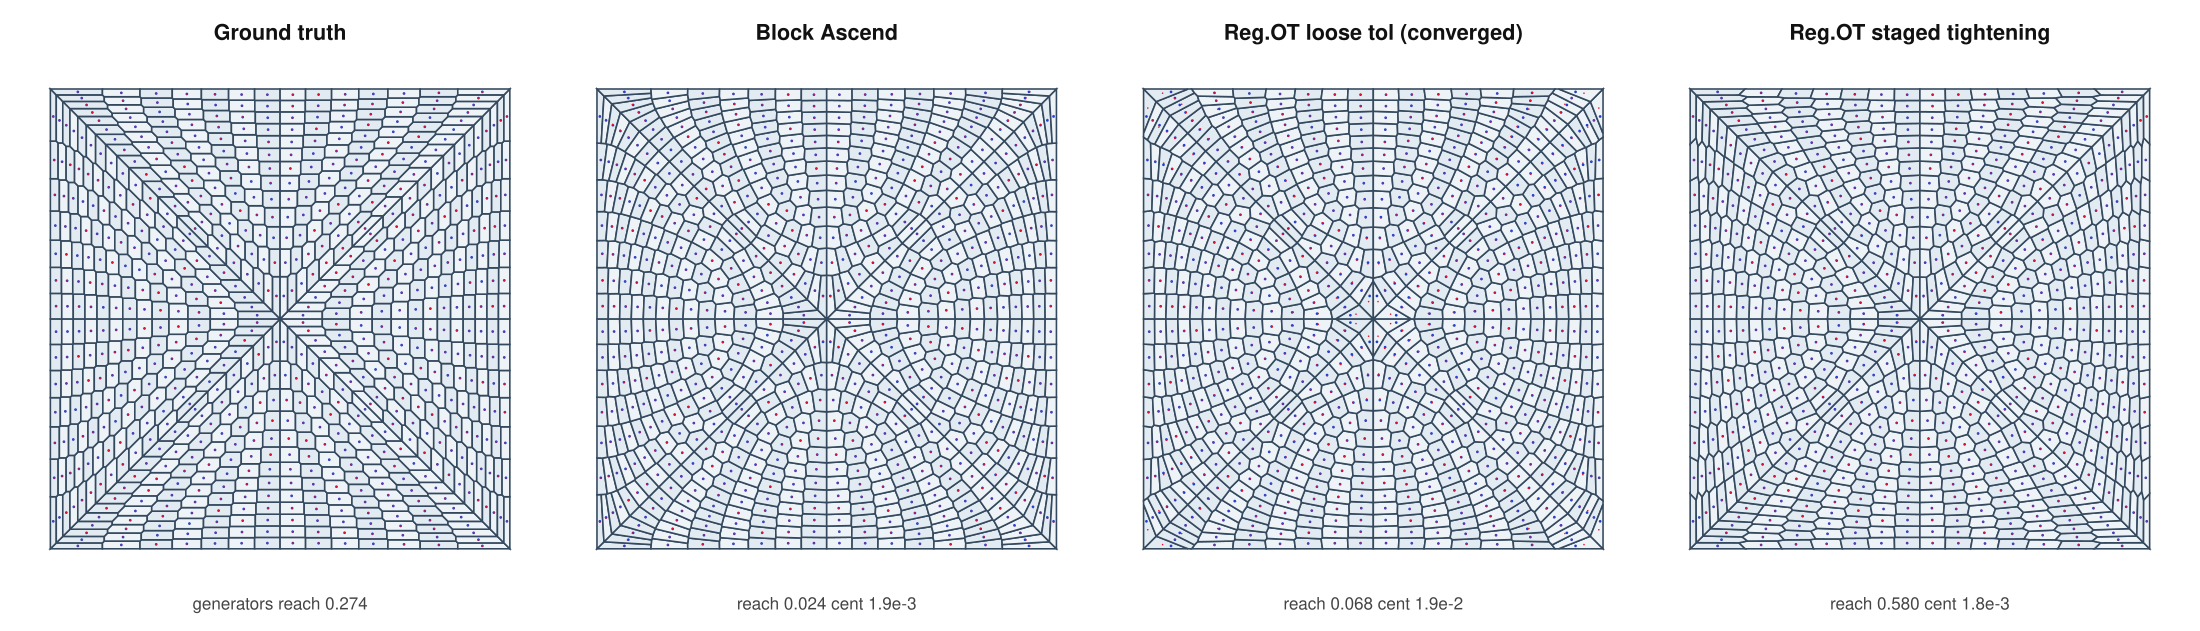 Ground truth
Block Ascend
Reg.OT loose tol (converged)
Reg.OT staged tightening
generators reach 0.274
reach 0.024 cent 1.9e-3
reach 0.068 cent 1.9e-2
reach 0.580 cent 1.8e-3